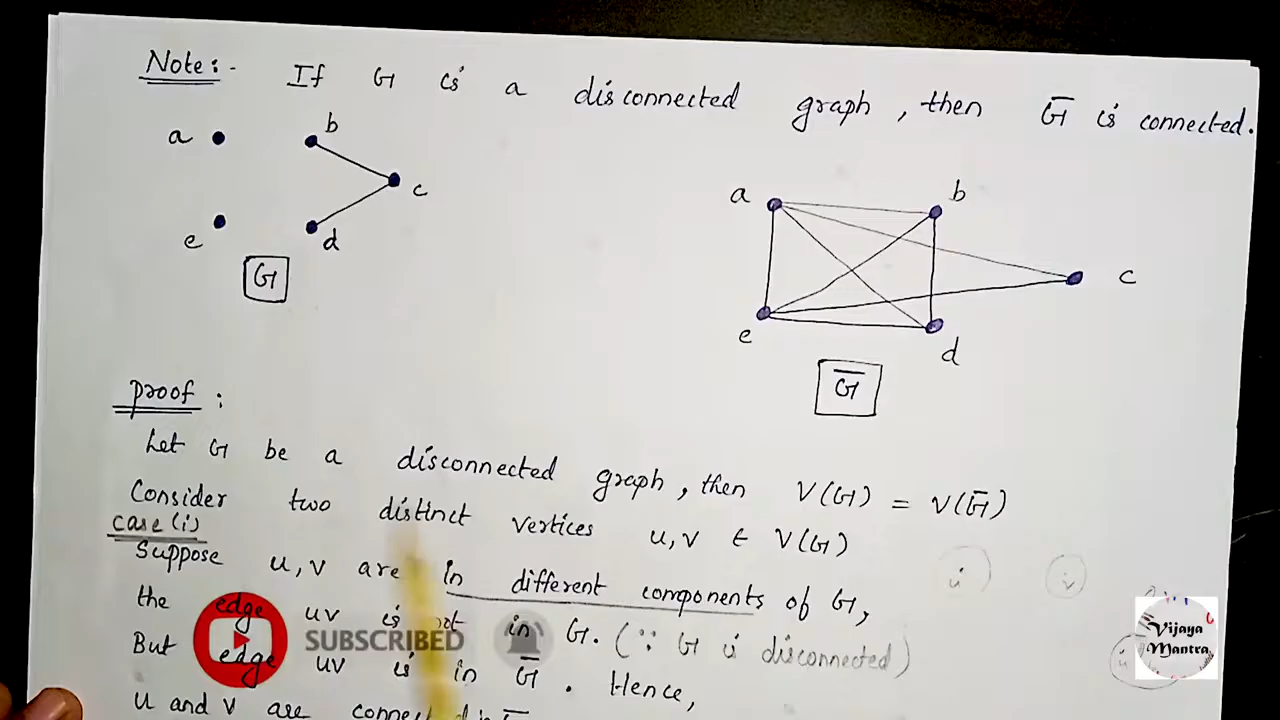 Note:- If G is a disconnected graph, then G̅ is connected.
a
b
c
e
d
G
a
b
c
e
d
G̅
Proof :
Let G be a disconnected graph, then V(G) = V(G̅)
Consider two distinct vertices u, v ∈ V(G)
case (i)
Suppose u, v are in different components of G,
u
v
the edge uv is not in G. (∵ G is disconnected)
But edge uv is in G̅. Hence,
u and v are connected in G̅
SUBSCRIBED
Vijaya
Mantra